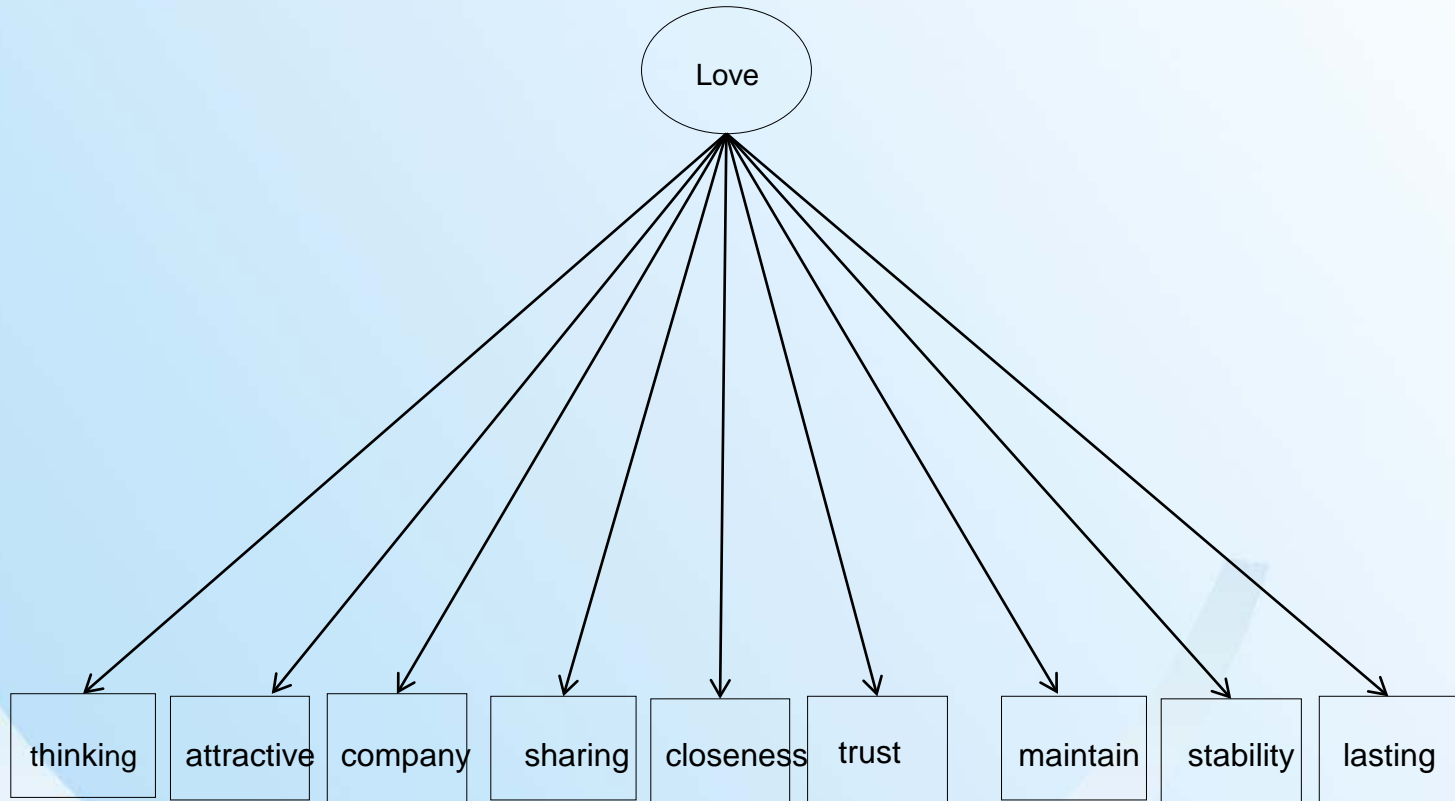 Love
thinking
attractive
company
sharing
closeness
trust
maintain
stability
lasting